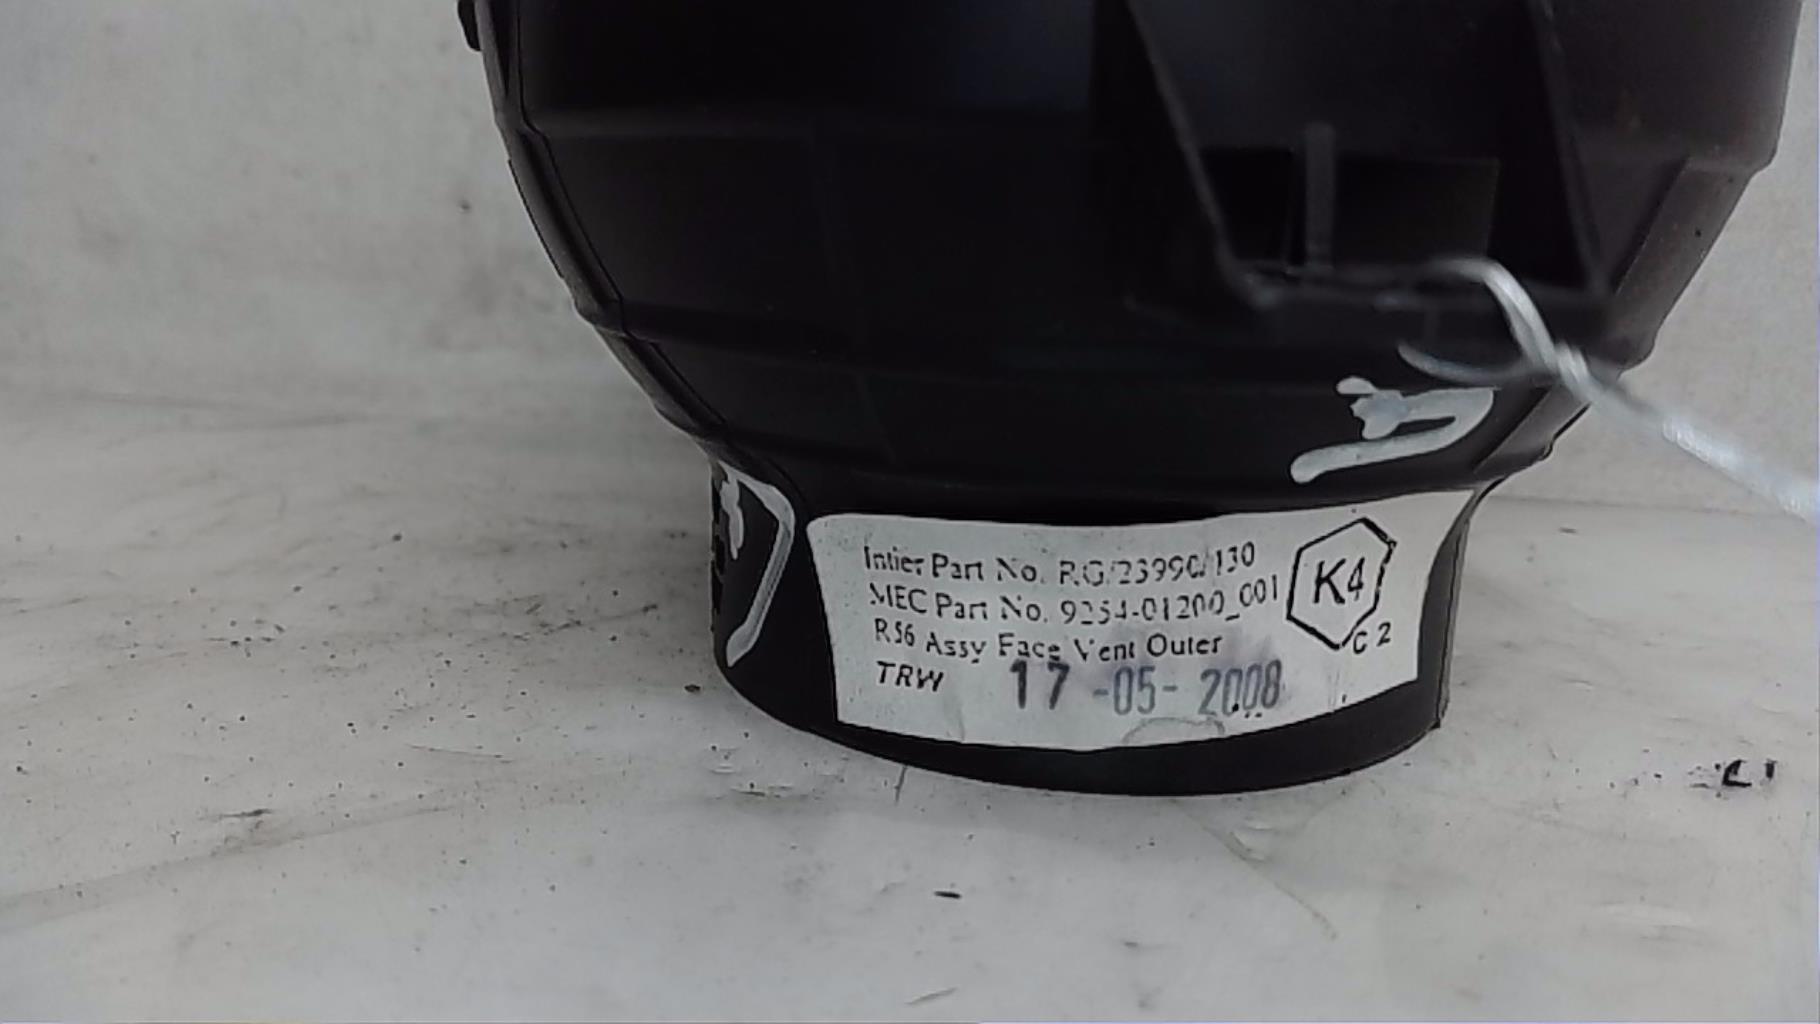 Intier Part No. RG/23990/130
MEC Part No. 9254-01200_001
R56 Assy Face Vent Outer
TRW 17-05-2008
K4
C2